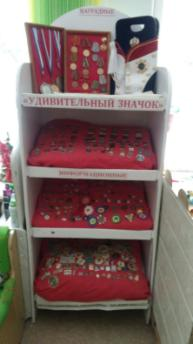 НАГРАДНЫЕ
«УДИВИТЕЛЬНЫЙ ЗНАЧОК»
ИНФОРМАЦИОННЫЕ